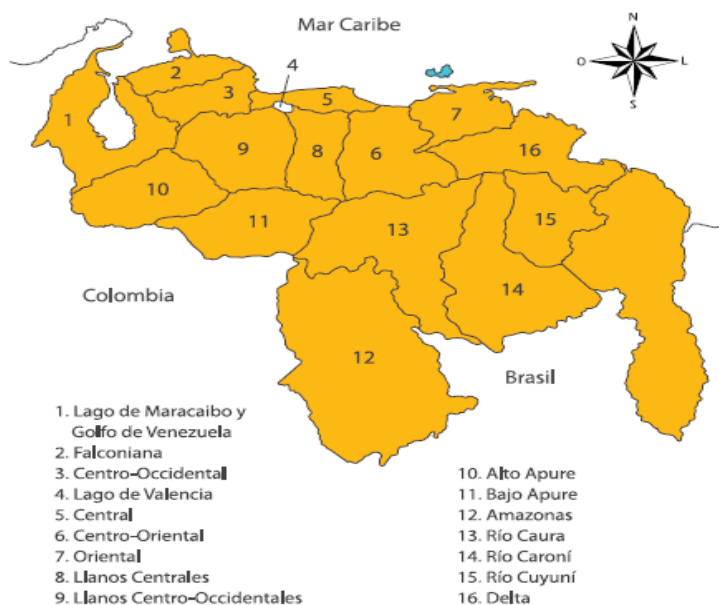 Mar Caribe
N
O
L
S
4
2
3
5
1
7
9
8
6
16
10
11
13
15
Colombia
14
12
Brasil
1. Lago de Maracaibo y
Golfo de Venezuela
2. Falconiana
3. Centro-Occidental
4. Lago de Valencia
5. Central
6. Centro-Oriental
7. Oriental
8. Llanos Centrales
9. Llanos Centro-Occidentales
10. Alto Apure
11. Bajo Apure
12. Amazonas
13. Río Caura
14. Río Caroní
15. Río Cuyuní
16. Delta